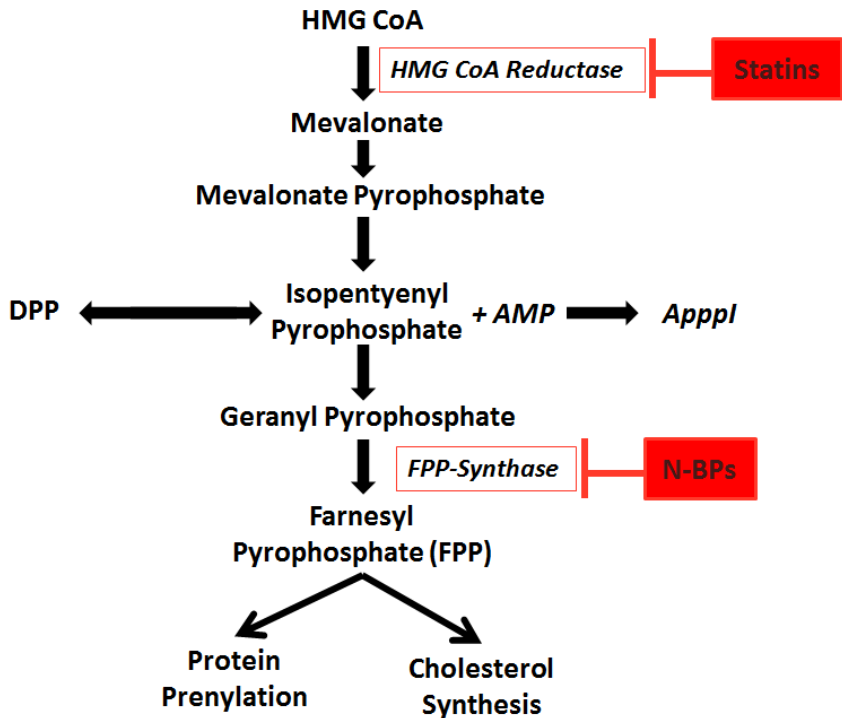 HMG CoA
HMG CoA Reductase
Statins
Mevalonate
Mevalonate Pyrophosphate
DPP
Isopentyenyl
Pyrophosphate
+ AMP
ApppI
Geranyl Pyrophosphate
FPP-Synthase
N-BPs
Farnesyl
Pyrophosphate (FPP)
Protein
Prenylation
Cholesterol
Synthesis